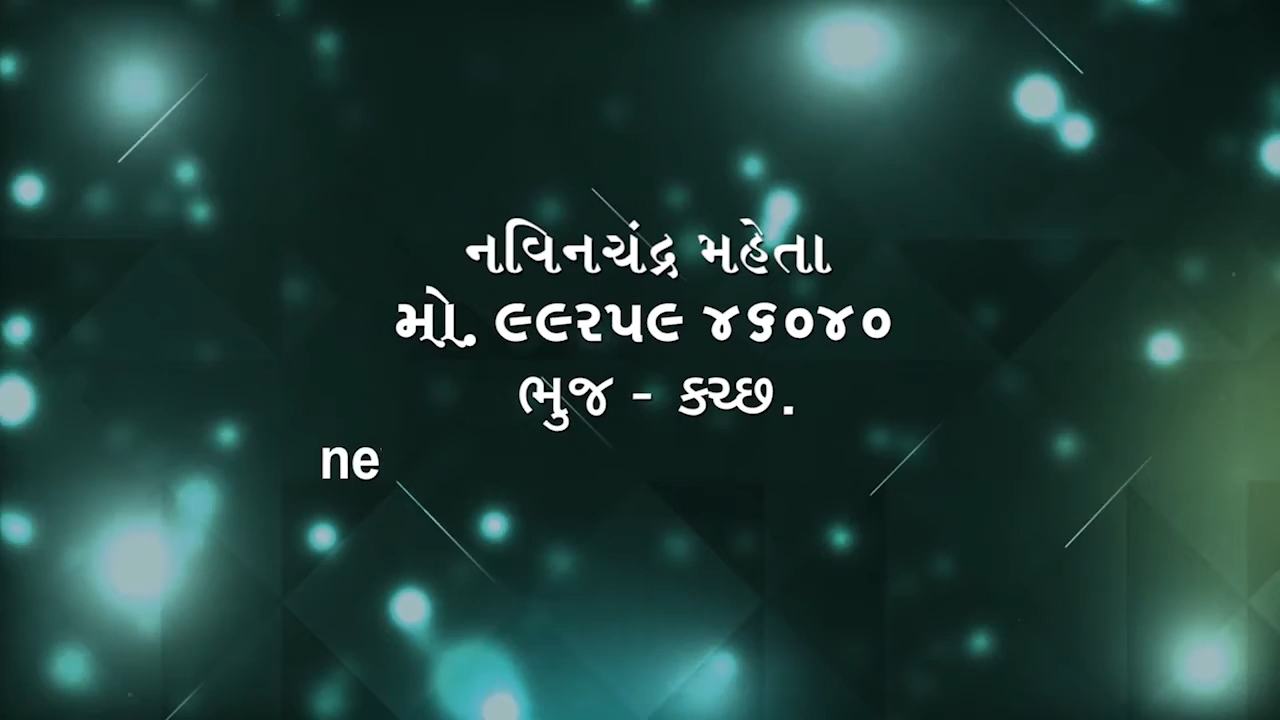 નવિનચંદ્ર મહેતા
મો. ૯૯૨૫૯ ૪૬૦૪૦
ભુજ - કચ્છ.
ne